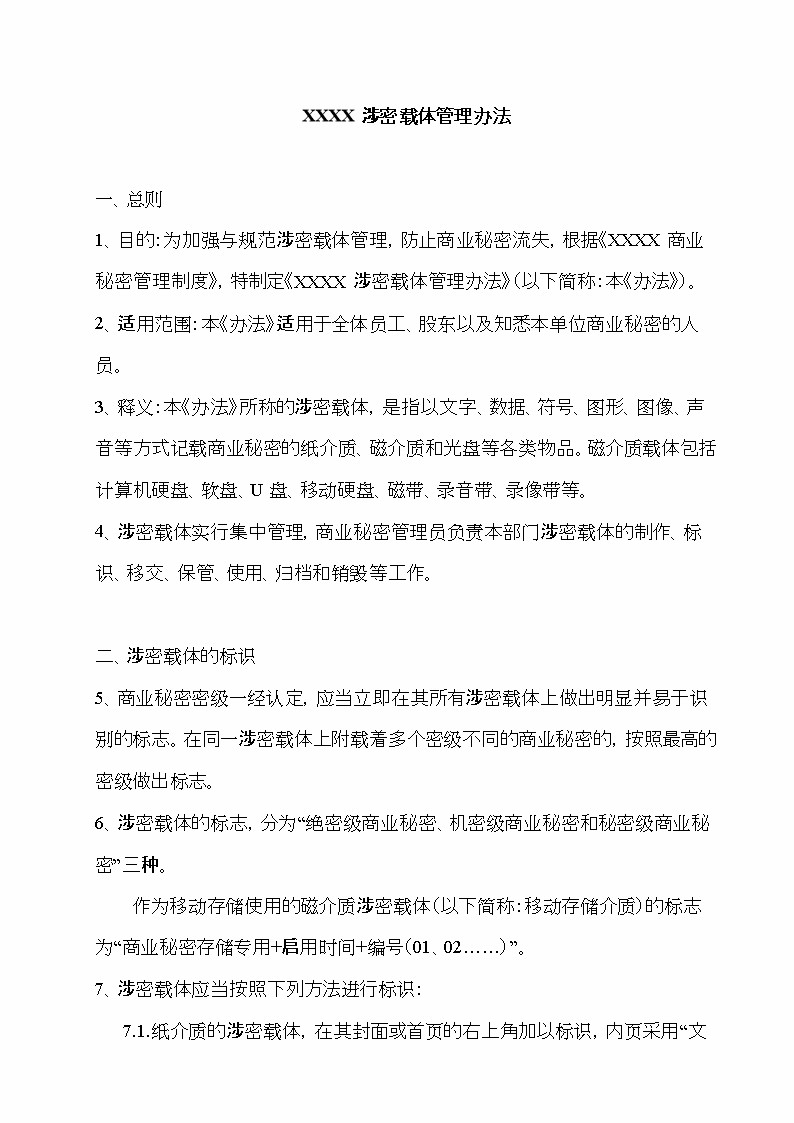 XXXX 涉密载体管理办法
一、总则
1、目的：为加强与规范涉密载体管理，防止商业秘密流失，根据《XXXX 商业
秘密管理制度》，特制定《XXXX 涉密载体管理办法》（以下简称：本《办法》）。
2、适用范围：本《办法》适用于全体员工、股东以及知悉本单位商业秘密的人
员。
3、释义：本《办法》所称的涉密载体，是指以文字、数据、符号、图形、图像、声
音等方式记载商业秘密的纸介质、磁介质和光盘等各类物品。磁介质载体包括
计算机硬盘、软盘、U 盘、移动硬盘、磁带、录音带、录像带等。
4、涉密载体实行集中管理，商业秘密管理员负责本部门涉密载体的制作、标
识、移交、保管、使用、归档和销毁等工作。
二、涉密载体的标识
5、商业秘密密级一经认定，应当立即在其所有涉密载体上做出明显并易于识
别的标志。在同一涉密载体上附载着多个密级不同的商业秘密的，按照最高的
密级做出标志。
6、涉密载体的标志，分为“绝密级商业秘密、机密级商业秘密和秘密级商业秘
密”三种。
作为移动存储使用的磁介质涉密载体（以下简称：移动存储介质）的标志
为“商业秘密存储专用+启用时间+编号（01、02……）”。
7、涉密载体应当按照下列方法进行标识：
7.1.纸介质的涉密载体，在其封面或首页的右上角加以标识，内页采用“文